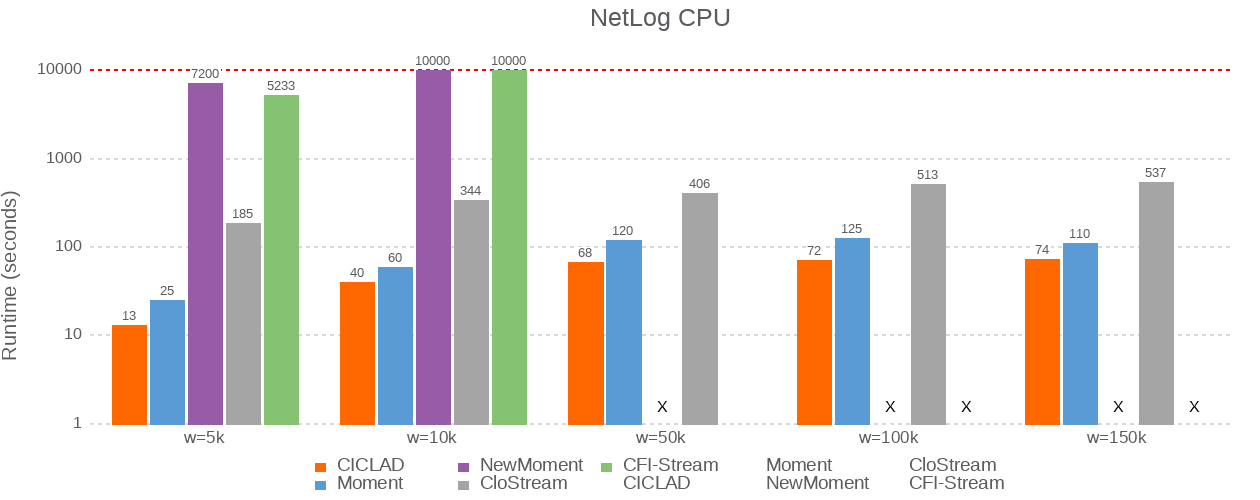 NetLog CPU
Runtime (seconds)
10000
1000
100
10
1
13 25 7200 185 5233
40 60 10000 344 10000
68 120 X 406
72 125 X 513 X
74 110 X 537 X
w=5k w=10k w=50k w=100k w=150k
CICLAD NewMoment CFI-Stream Moment CloStream
Moment CloStream CICLAD NewMoment CFI-Stream